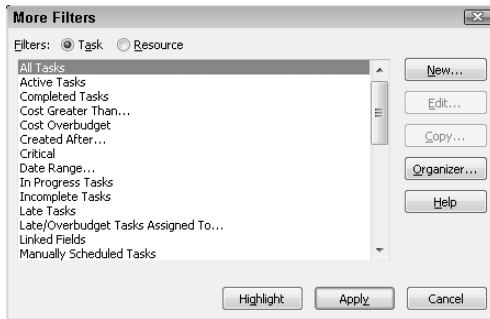 More Filters
Filters: Task Resource
All Tasks
Active Tasks
Completed Tasks
Cost Greater Than...
Cost Overbudget
Created After...
Critical
Date Range...
In Progress Tasks
Incomplete Tasks
Late Tasks
Late/Overbudget Tasks Assigned To...
Linked Fields
Manually Scheduled Tasks
New...
Edit...
Copy...
Organizer...
Help
Highlight Apply Cancel